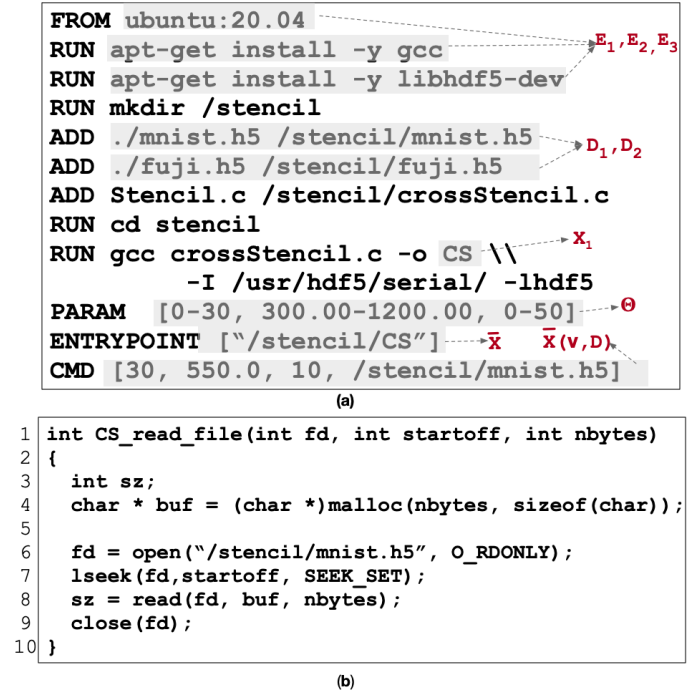 FROM ubuntu:20.04
RUN apt-get install -y gcc E1,E2,E3
RUN apt-get install -y libhdf5-dev
RUN mkdir /stencil
ADD ./mnist.h5 /stencil/mnist.h5 D1,D2
ADD ./fuji.h5 /stencil/fuji.h5
ADD Stencil.c /stencil/crossStencil.c
RUN cd stencil
RUN gcc crossStencil.c -o CS \\ X1
-I /usr/hdf5/serial/ -lhdf5
PARAM [0-30, 300.00-1200.00, 0-50] Θ
ENTRYPOINT [“/stencil/CS”] X̅ X̅(v,D)
CMD [30, 550.0, 10, /stencil/mnist.h5]
(a)
1 int CS_read_file(int fd, int startoff, int nbytes)
2 {
3 int sz;
4 char * buf = (char *)malloc(nbytes, sizeof(char));
5
6 fd = open(“/stencil/mnist.h5”, O_RDONLY);
7 lseek(fd,startoff, SEEK_SET);
8 sz = read(fd, buf, nbytes);
9 close(fd);
10 }
(b)